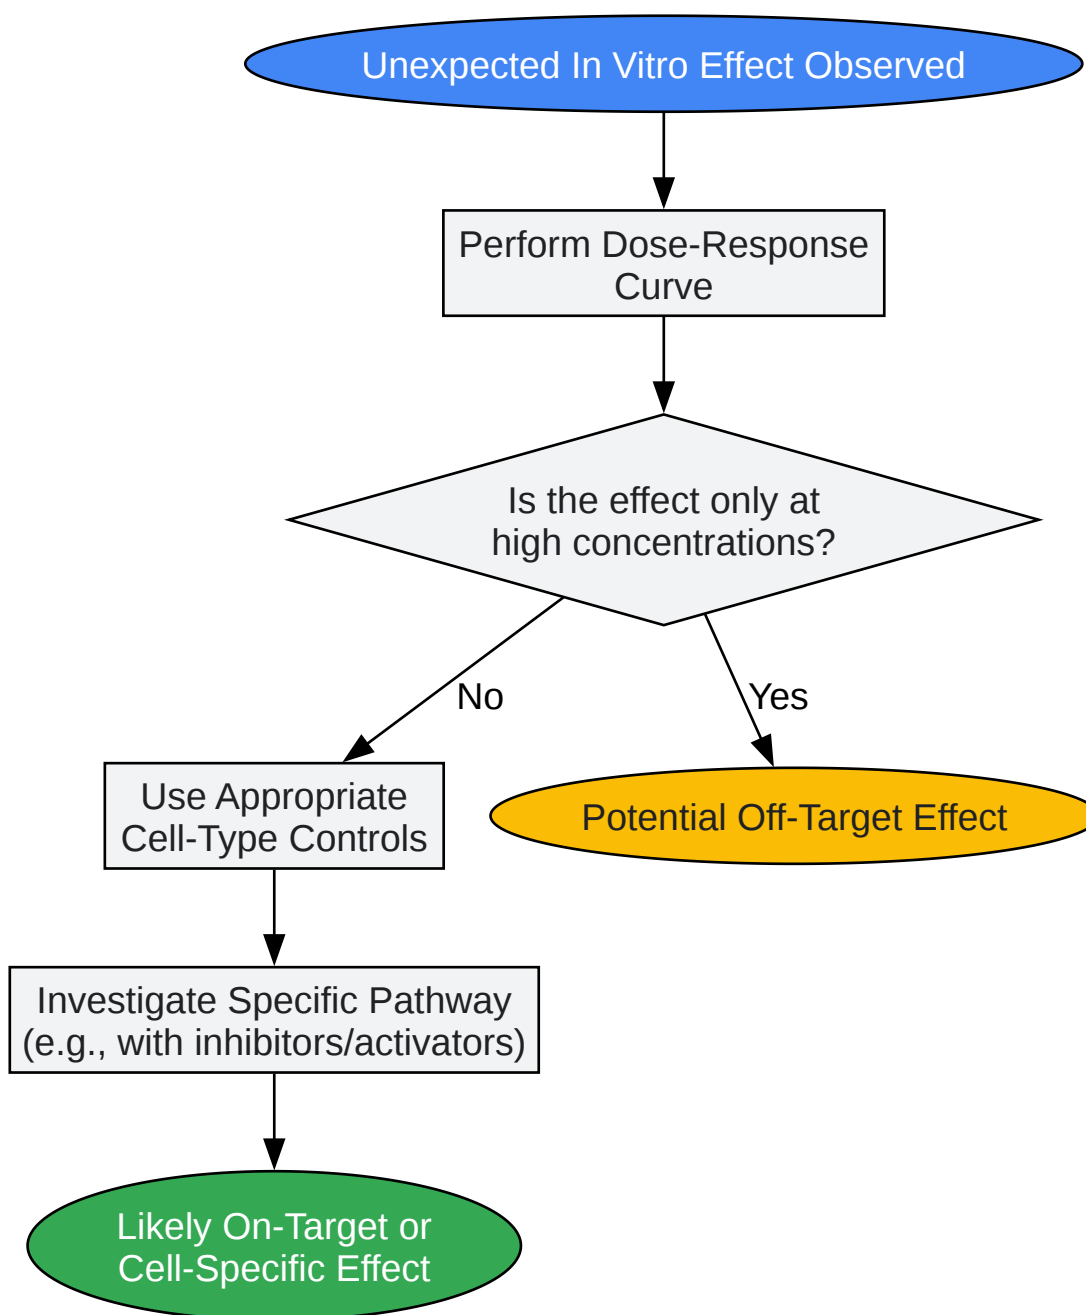 Unexpected In Vitro Effect Observed
Perform Dose-Response
Curve
Is the effect only at
high concentrations?
No
Yes
Use Appropriate
Cell-Type Controls
Potential Off-Target Effect
Investigate Specific Pathway
(e.g., with inhibitors/activators)
Likely On-Target or
Cell-Specific Effect